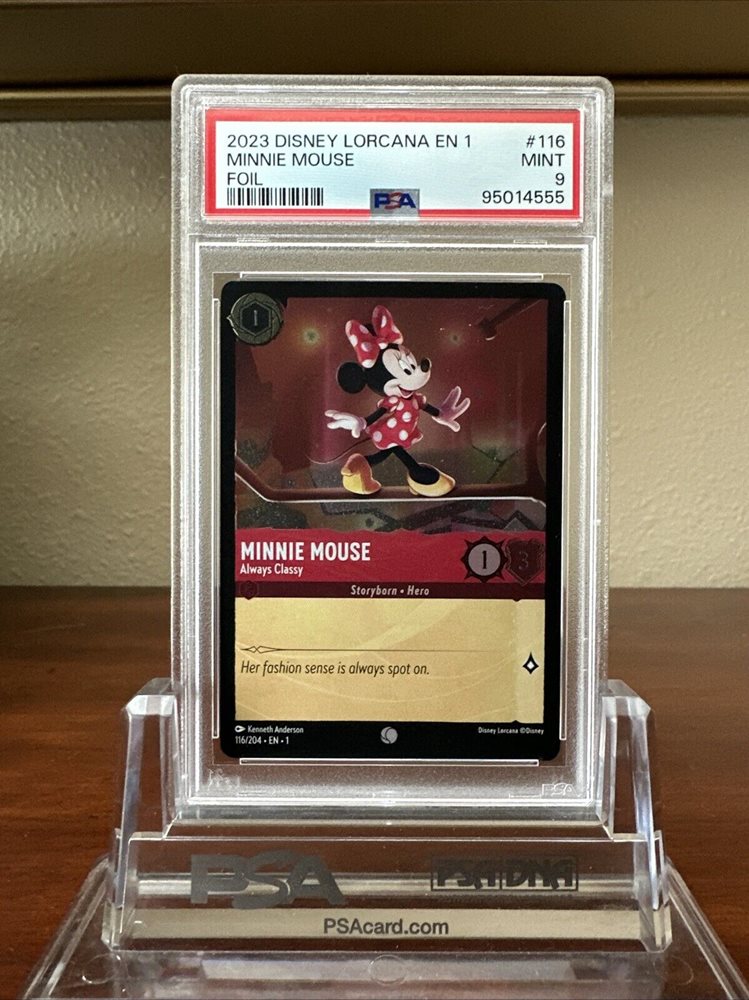 2023 DISNEY LORCANA EN 1 #116
MINNIE MOUSE MINT
FOIL 9
PSA 95014555
1
MINNIE MOUSE
Always Classy
1 3
Storyborn • Hero
Her fashion sense is always spot on.
Kenneth Anderson
116/204 • EN • 1
Disney Lorcana ©Disney
PSA
PSA PSA/DNA
PSAcard.com